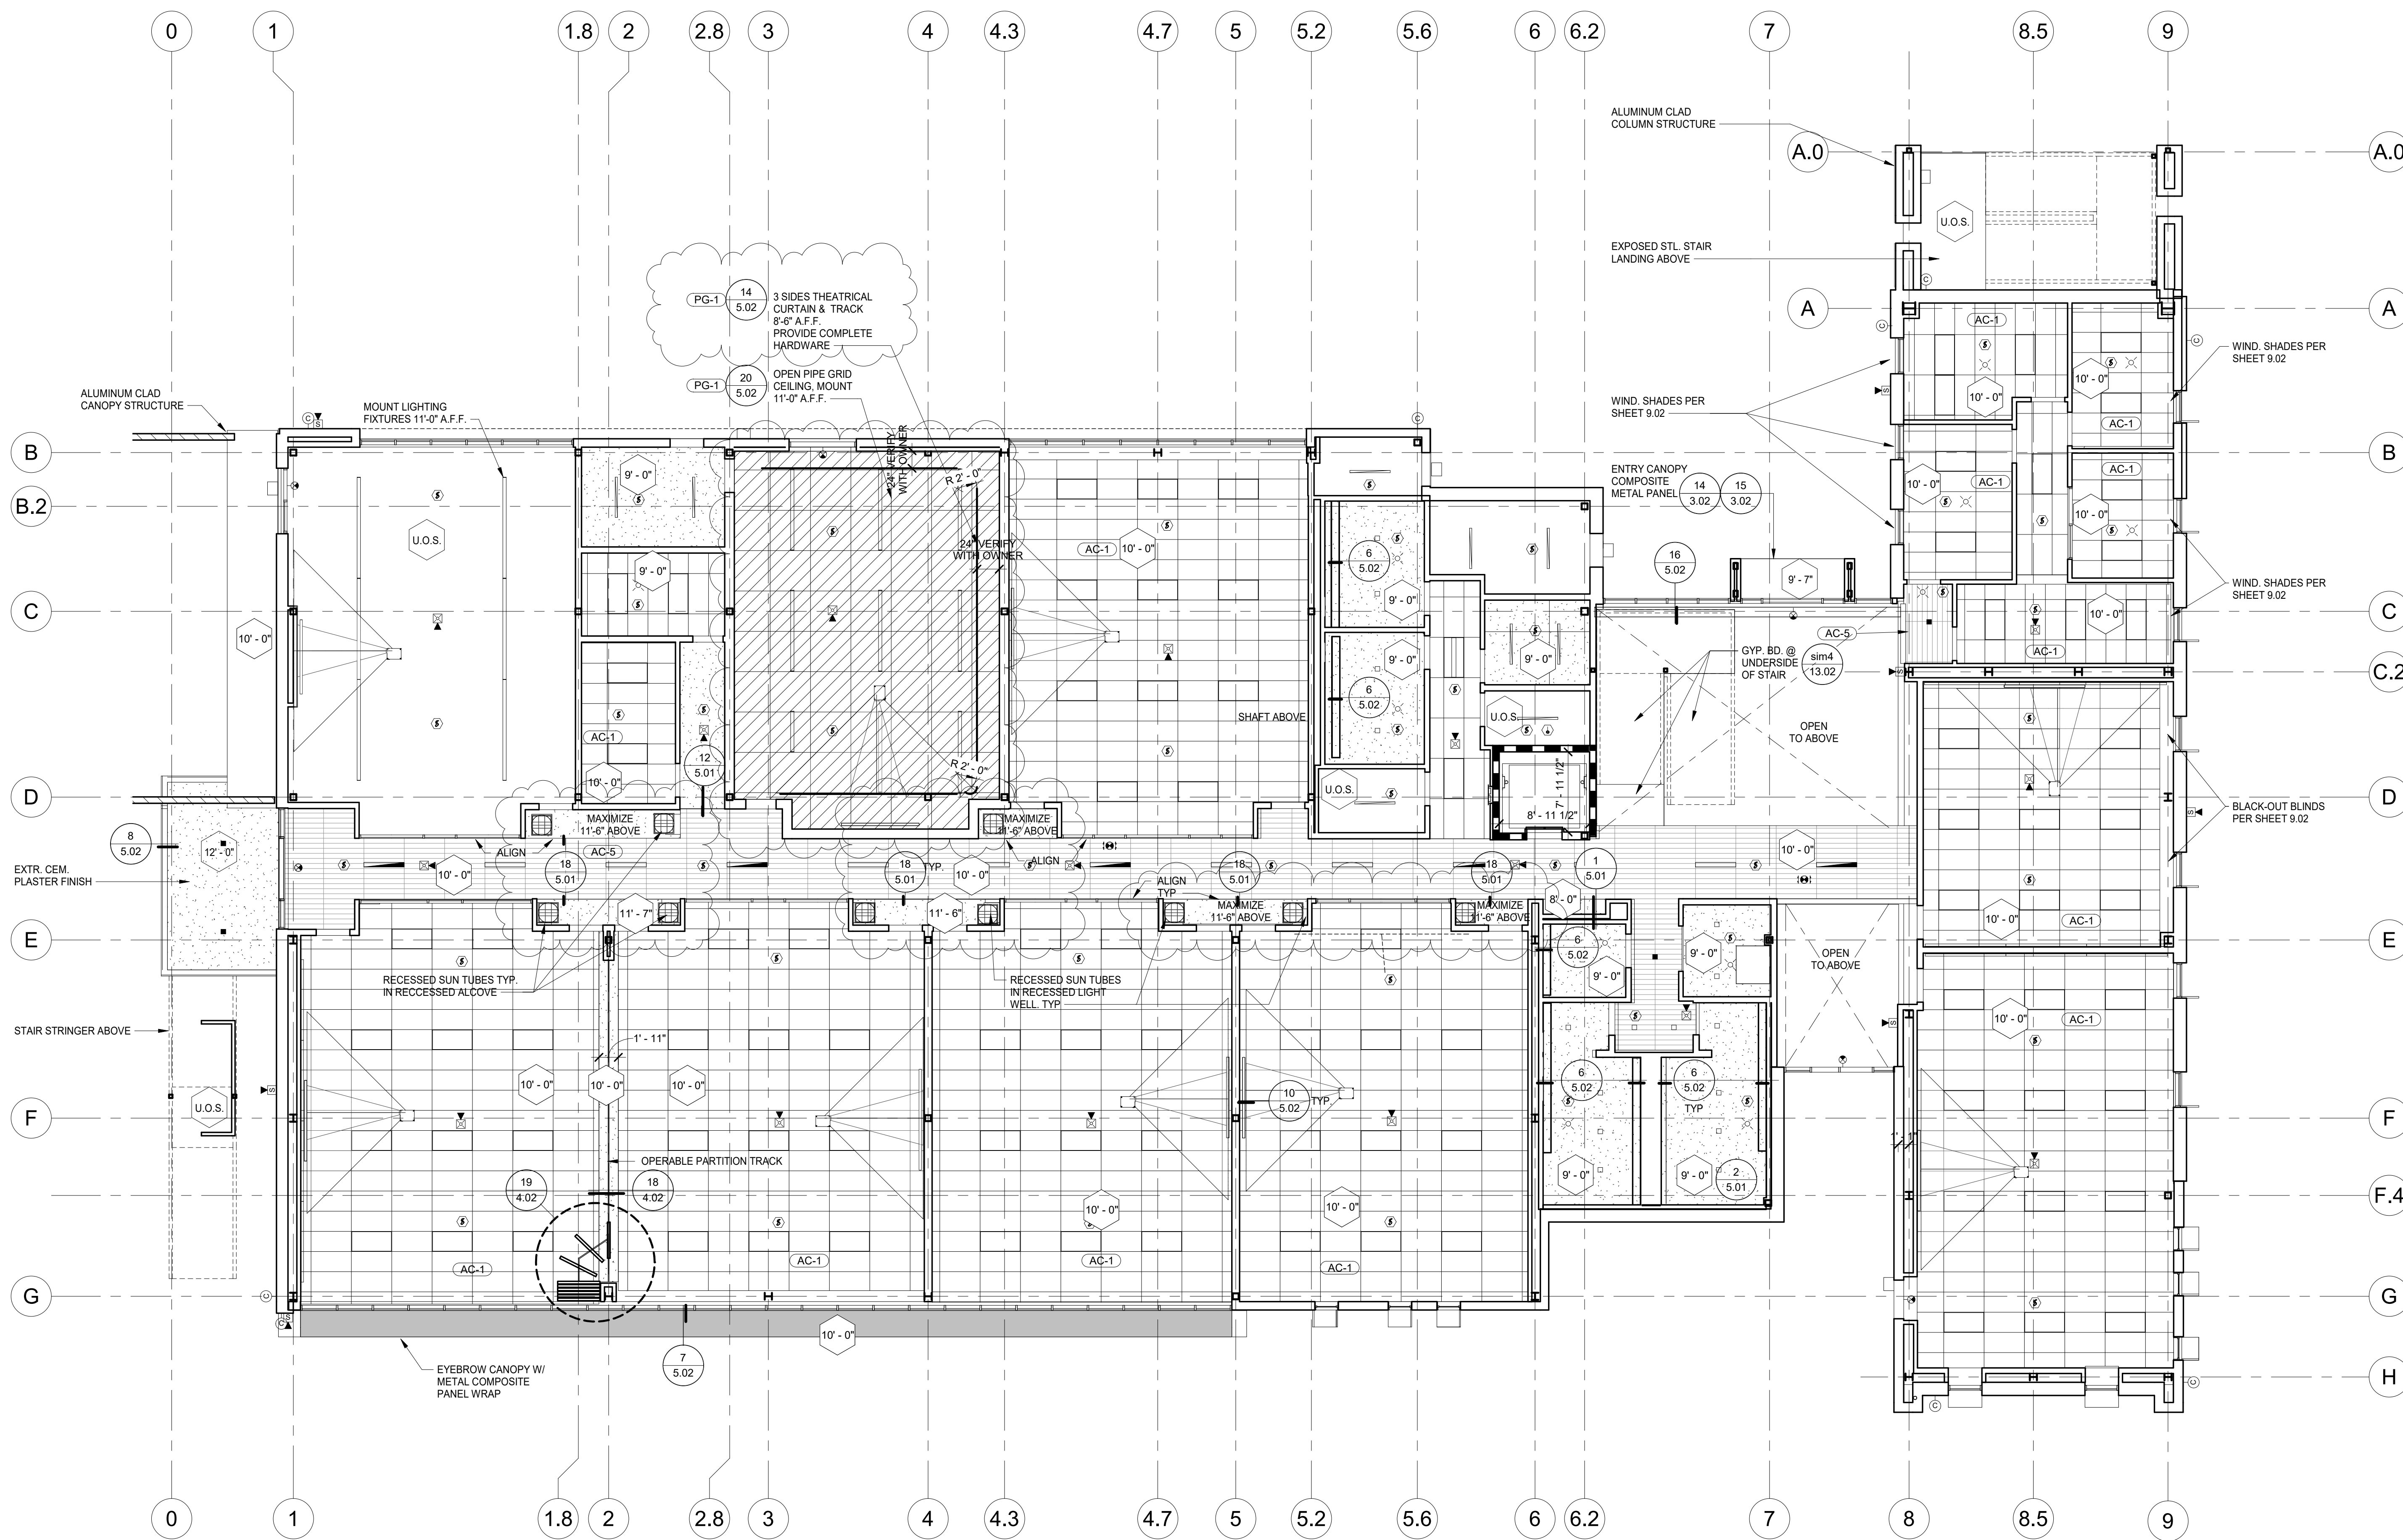 0
1
1.8
2
2.8
3
4
4.3
4.7
5
5.2
5.6
6
6.2
7
8.5
9
ALUMINUM CLAD
COLUMN STRUCTURE
A.0
A.0
U.O.S.
EXPOSED STL. STAIR
LANDING ABOVE
C
A
A
PG-1
14
5.02
3 SIDES THEATRICAL
CURTAIN & TRACK
8'-6" A.F.F.
PROVIDE COMPLETE
HARDWARE
PG-1
20
5.02
OPEN PIPE GRID
CEILING, MOUNT
11'-0" A.F.F.
ALUMINUM CLAD
CANOPY STRUCTURE
MOUNT LIGHTING
FIXTURES 11'-0" A.F.F.
AC-1
10' - 0"
C
C
WIND. SHADES PER
SHEET 9.02
10' - 0"
AC-1
WIND. SHADES PER
SHEET 9.02
S
C
S
C
B
B
24" VERIFY
WITH OWNER
R 2' - 0"
9' - 0"
ENTRY CANOPY
COMPOSITE
METAL PANEL
14
3.02
15
3.02
10' - 0"
AC-1
AC-1
10' - 0"
B.2
U.O.S.
24" VERIFY
WITH OWNER
AC-1
10' - 0"
9' - 0"
6
5.02
9' - 0"
16
5.02
9' - 7"
WIND. SHADES PER
SHEET 9.02
C
C
10' - 0"
10' - 0"
AC-1
AC-5
9' - 0"
9' - 0"
6
5.02
GYP. BD. @
UNDERSIDE
OF STAIR
sim4
13.02
S
C.2
SHAFT ABOVE
U.O.S.
OPEN
TO ABOVE
AC-1
10' - 0"
12
5.01
R 2' - 0"
U.O.S.
7' - 11 1/2"
8' - 11 1/2"
D
D
BLACK-OUT BLINDS
PER SHEET 9.02
S
MAXIMIZE
11'-6" ABOVE
MAXIMIZE
11'-6" ABOVE
8
5.02
12' - 0"
ALIGN
AC-5
ALIGN
EXTR. CEM.
PLASTER FINISH
10' - 0"
18
5.01
18
5.01
TYP.
10' - 0"
18
5.01
18
5.01
1
5.01
10' - 0"
ALIGN
TYP
11' - 7"
11' - 6"
MAXIMIZE
11'-6" ABOVE
MAXIMIZE
11'-6" ABOVE
8' - 0"
10' - 0"
AC-1
E
E
6
5.02
9' - 0"
9' - 0"
OPEN
TO ABOVE
RECESSED SUN TUBES TYP.
IN RECCESSED ALCOVE
RECESSED SUN TUBES
IN RECESSED LIGHT
WELL. TYP
STAIR STRINGER ABOVE
1' - 11"
10' - 0"
AC-1
S
S
U.O.S.
10' - 0"
10' - 0"
10' - 0"
10
5.02
TYP
6
5.02
6
5.02
TYP
F
F
OPERABLE PARTITION TRACK
19
4.02
18
4.02
10' - 0"
10' - 0"
9' - 0"
9' - 0"
2
5.01
F.4
AC-1
AC-1
AC-1
AC-1
G
G
C
C
S
10' - 0"
7
5.02
EYEBROW CANOPY W/
METAL COMPOSITE
PANEL WRAP
H
C
C
0
1
1.8
2
2.8
3
4
4.3
4.7
5
5.2
5.6
6
6.2
7
8
8.5
9